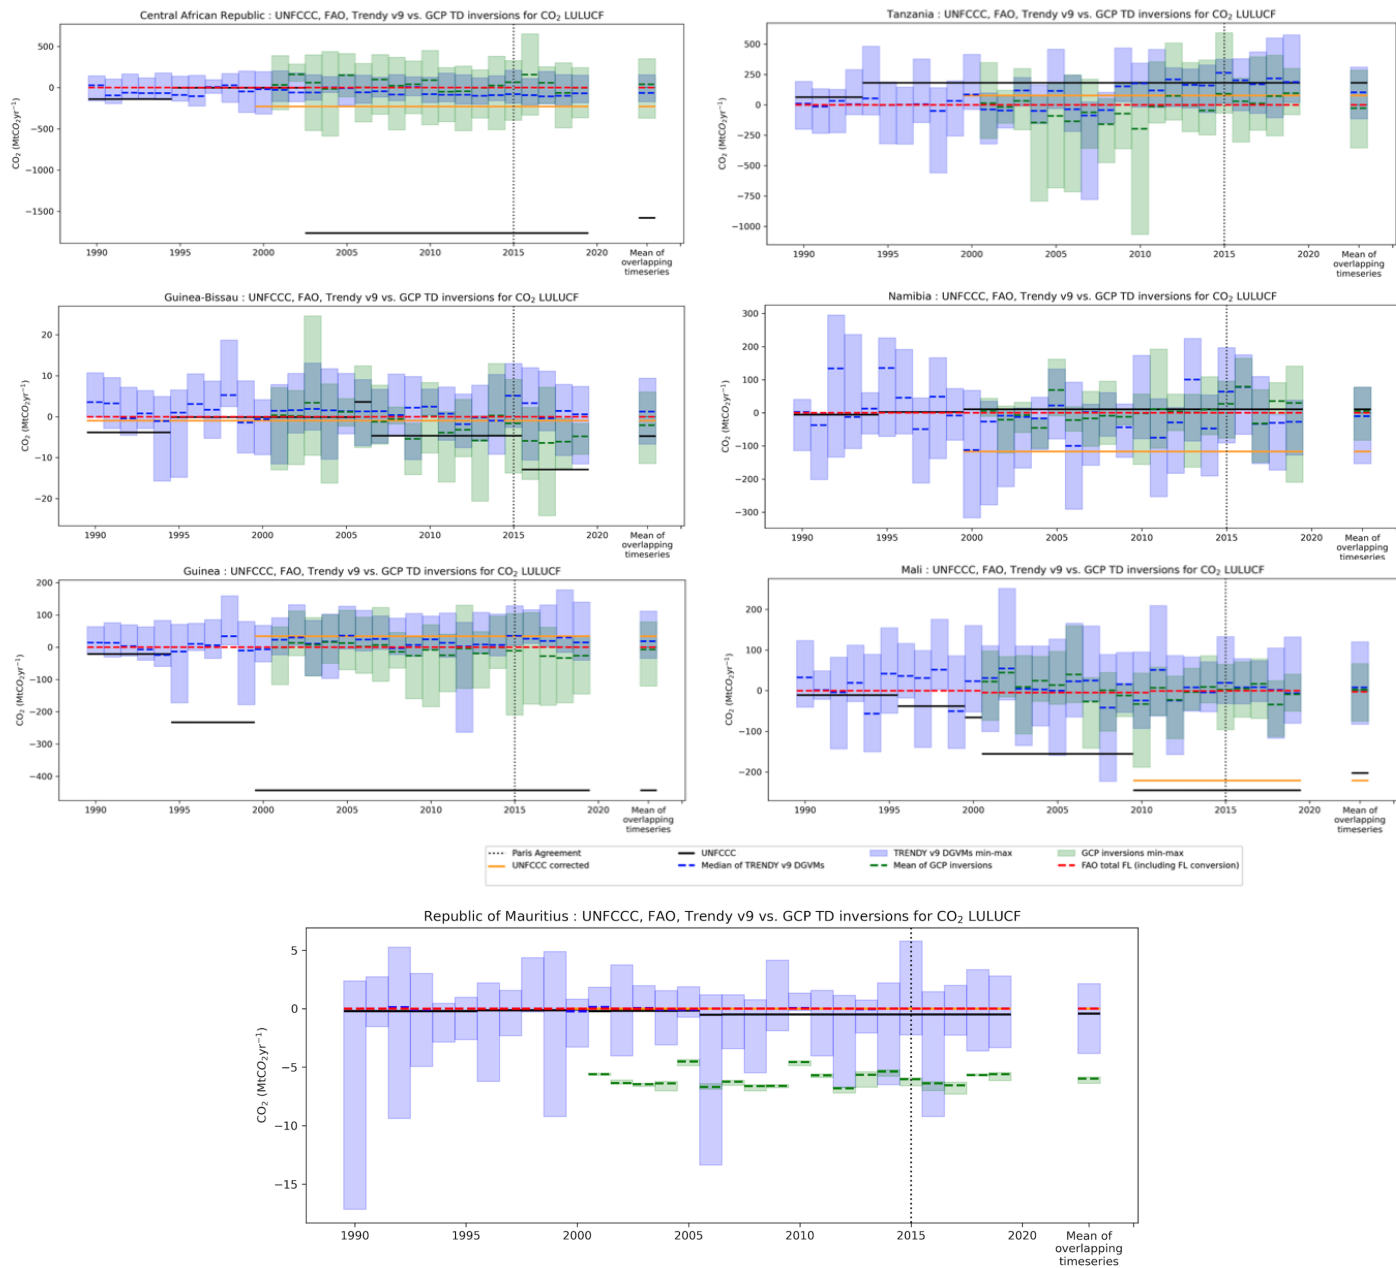 Central African Republic : UNFCCC, FAO, Trendy v9 vs. GCP TD inversions for CO₂ LULUCF
CO₂ (MtCO₂yr⁻¹)
500
0
−500
−1000
−1500
1990
1995
2000
2005
2010
2015
2020
Mean of
overlapping
timeseries
Tanzania : UNFCCC, FAO, Trendy v9 vs. GCP TD inversions for CO₂ LULUCF
CO₂ (MtCO₂yr⁻¹)
500
250
0
−250
−500
−750
−1000
1990
1995
2000
2005
2010
2015
2020
Mean of
overlapping
timeseries
Guinea-Bissau : UNFCCC, FAO, Trendy v9 vs. GCP TD inversions for CO₂ LULUCF
CO₂ (MtCO₂yr⁻¹)
20
10
0
−10
−20
1990
1995
2000
2005
2010
2015
2020
Mean of
overlapping
timeseries
Namibia : UNFCCC, FAO, Trendy v9 vs. GCP TD inversions for CO₂ LULUCF
CO₂ (MtCO₂yr⁻¹)
300
200
100
0
−100
−200
−300
1990
1995
2000
2005
2010
2015
2020
Mean of
overlapping
timeseries
Guinea : UNFCCC, FAO, Trendy v9 vs. GCP TD inversions for CO₂ LULUCF
CO₂ (MtCO₂yr⁻¹)
200
100
0
−100
−200
−300
−400
1990
1995
2000
2005
2010
2015
2020
Mean of
overlapping
timeseries
Mali : UNFCCC, FAO, Trendy v9 vs. GCP TD inversions for CO₂ LULUCF
CO₂ (MtCO₂yr⁻¹)
200
100
0
−100
−200
1990
1995
2000
2005
2010
2015
2020
Mean of
overlapping
timeseries
Paris Agreement
UNFCCC
TRENDY v9 DGVMs min-max
GCP inversions min-max
UNFCCC corrected
Median of TRENDY v9 DGVMs
Mean of GCP inversions
FAO total FL (including FL conversion)
Republic of Mauritius : UNFCCC, FAO, Trendy v9 vs. GCP TD inversions for CO₂ LULUCF
CO₂ (MtCO₂yr⁻¹)
5
0
−5
−10
−15
1990
1995
2000
2005
2010
2015
2020
Mean of
overlapping
timeseries